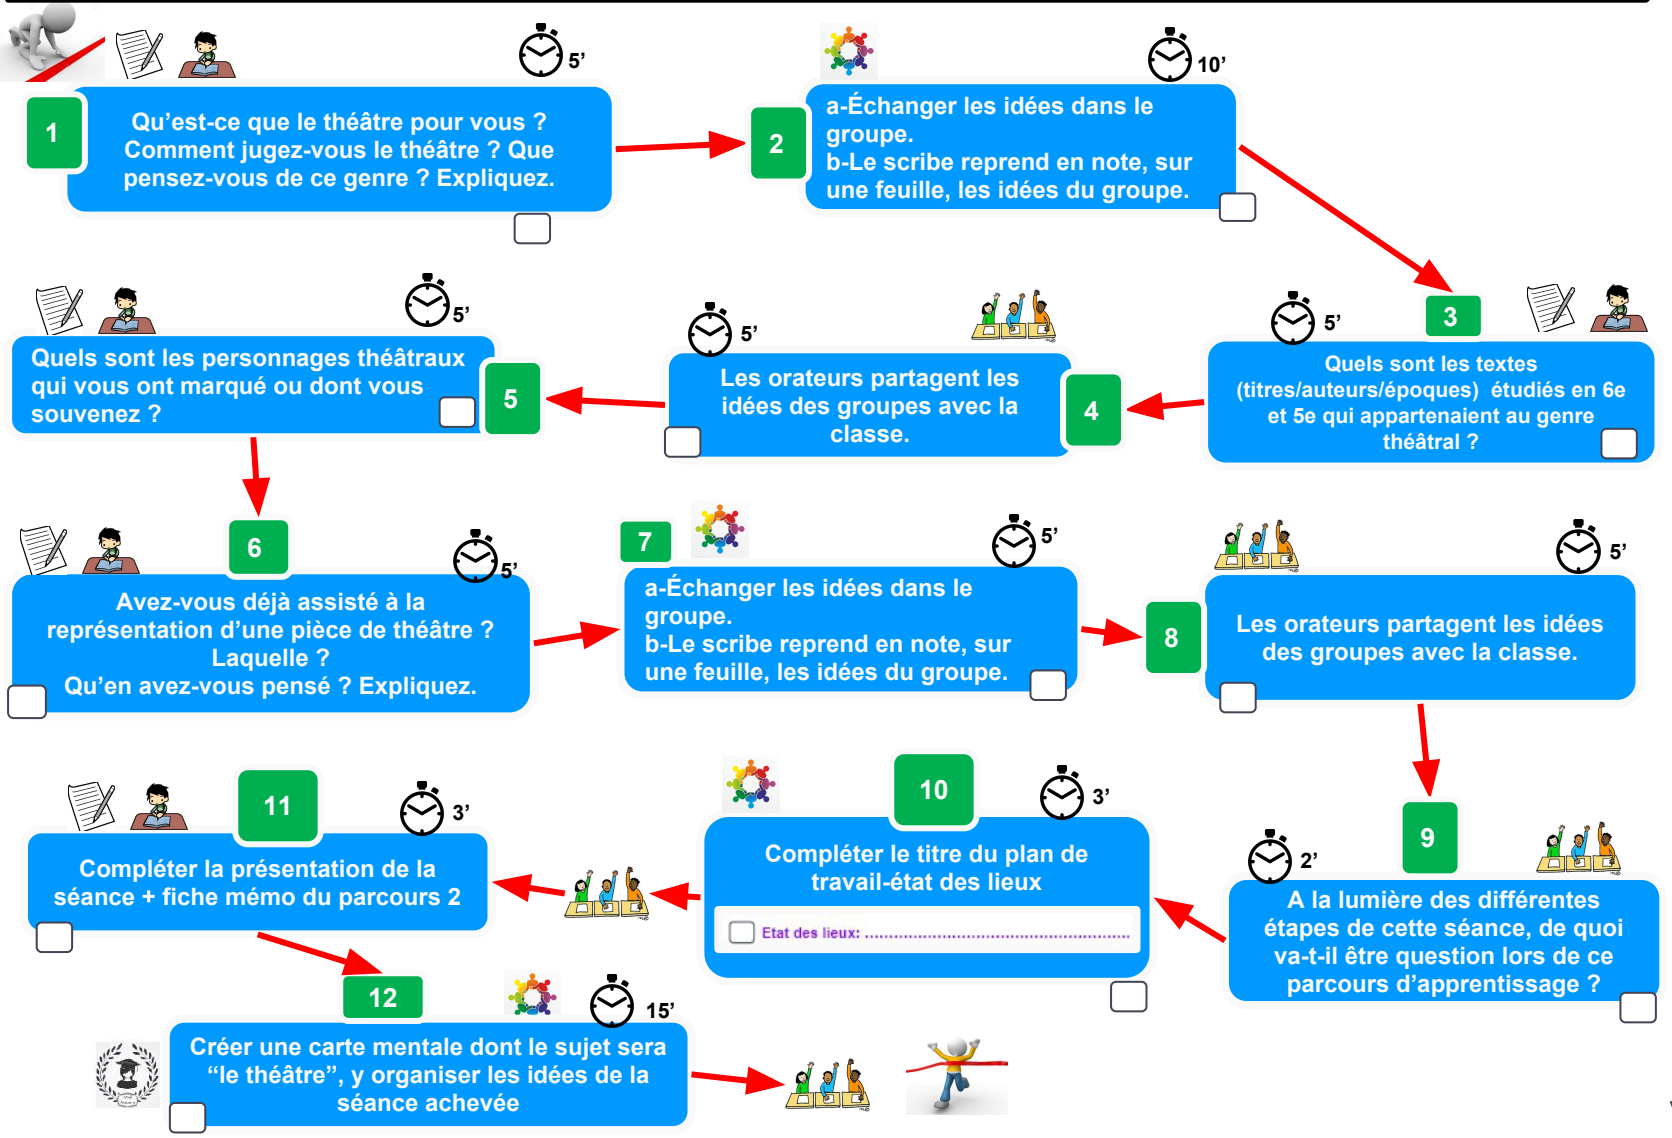 5’
1
Qu’est-ce que le théâtre pour vous ?
Comment jugez-vous le théâtre ? Que
pensez-vous de ce genre ? Expliquez.
10’
2
a-Échanger les idées dans le
groupe.
b-Le scribe reprend en note, sur
une feuille, les idées du groupe.
5’
3
Quels sont les textes
(titres/auteurs/époques) étudiés en 6e
et 5e qui appartenaient au genre
théâtral ?
5’
4
Les orateurs partagent les
idées des groupes avec la
classe.
5’
5
Quels sont les personnages théâtraux
qui vous ont marqué ou dont vous
souvenez ?
6
5’
Avez-vous déjà assisté à la
représentation d’une pièce de théâtre ?
Laquelle ?
Qu’en avez-vous pensé ? Expliquez.
7
5’
a-Échanger les idées dans le
groupe.
b-Le scribe reprend en note, sur
une feuille, les idées du groupe.
5’
8
Les orateurs partagent les idées
des groupes avec la classe.
9
2’
A la lumière des différentes
étapes de cette séance, de quoi
va-t-il être question lors de ce
parcours d’apprentissage ?
10
3’
Compléter le titre du plan de
travail-état des lieux
Etat des lieux: ........................................................
11
3’
Compléter la présentation de la
séance + fiche mémo du parcours 2
12
15’
Créer une carte mentale dont le sujet sera
“le théâtre”, y organiser les idées de la
séance achevée